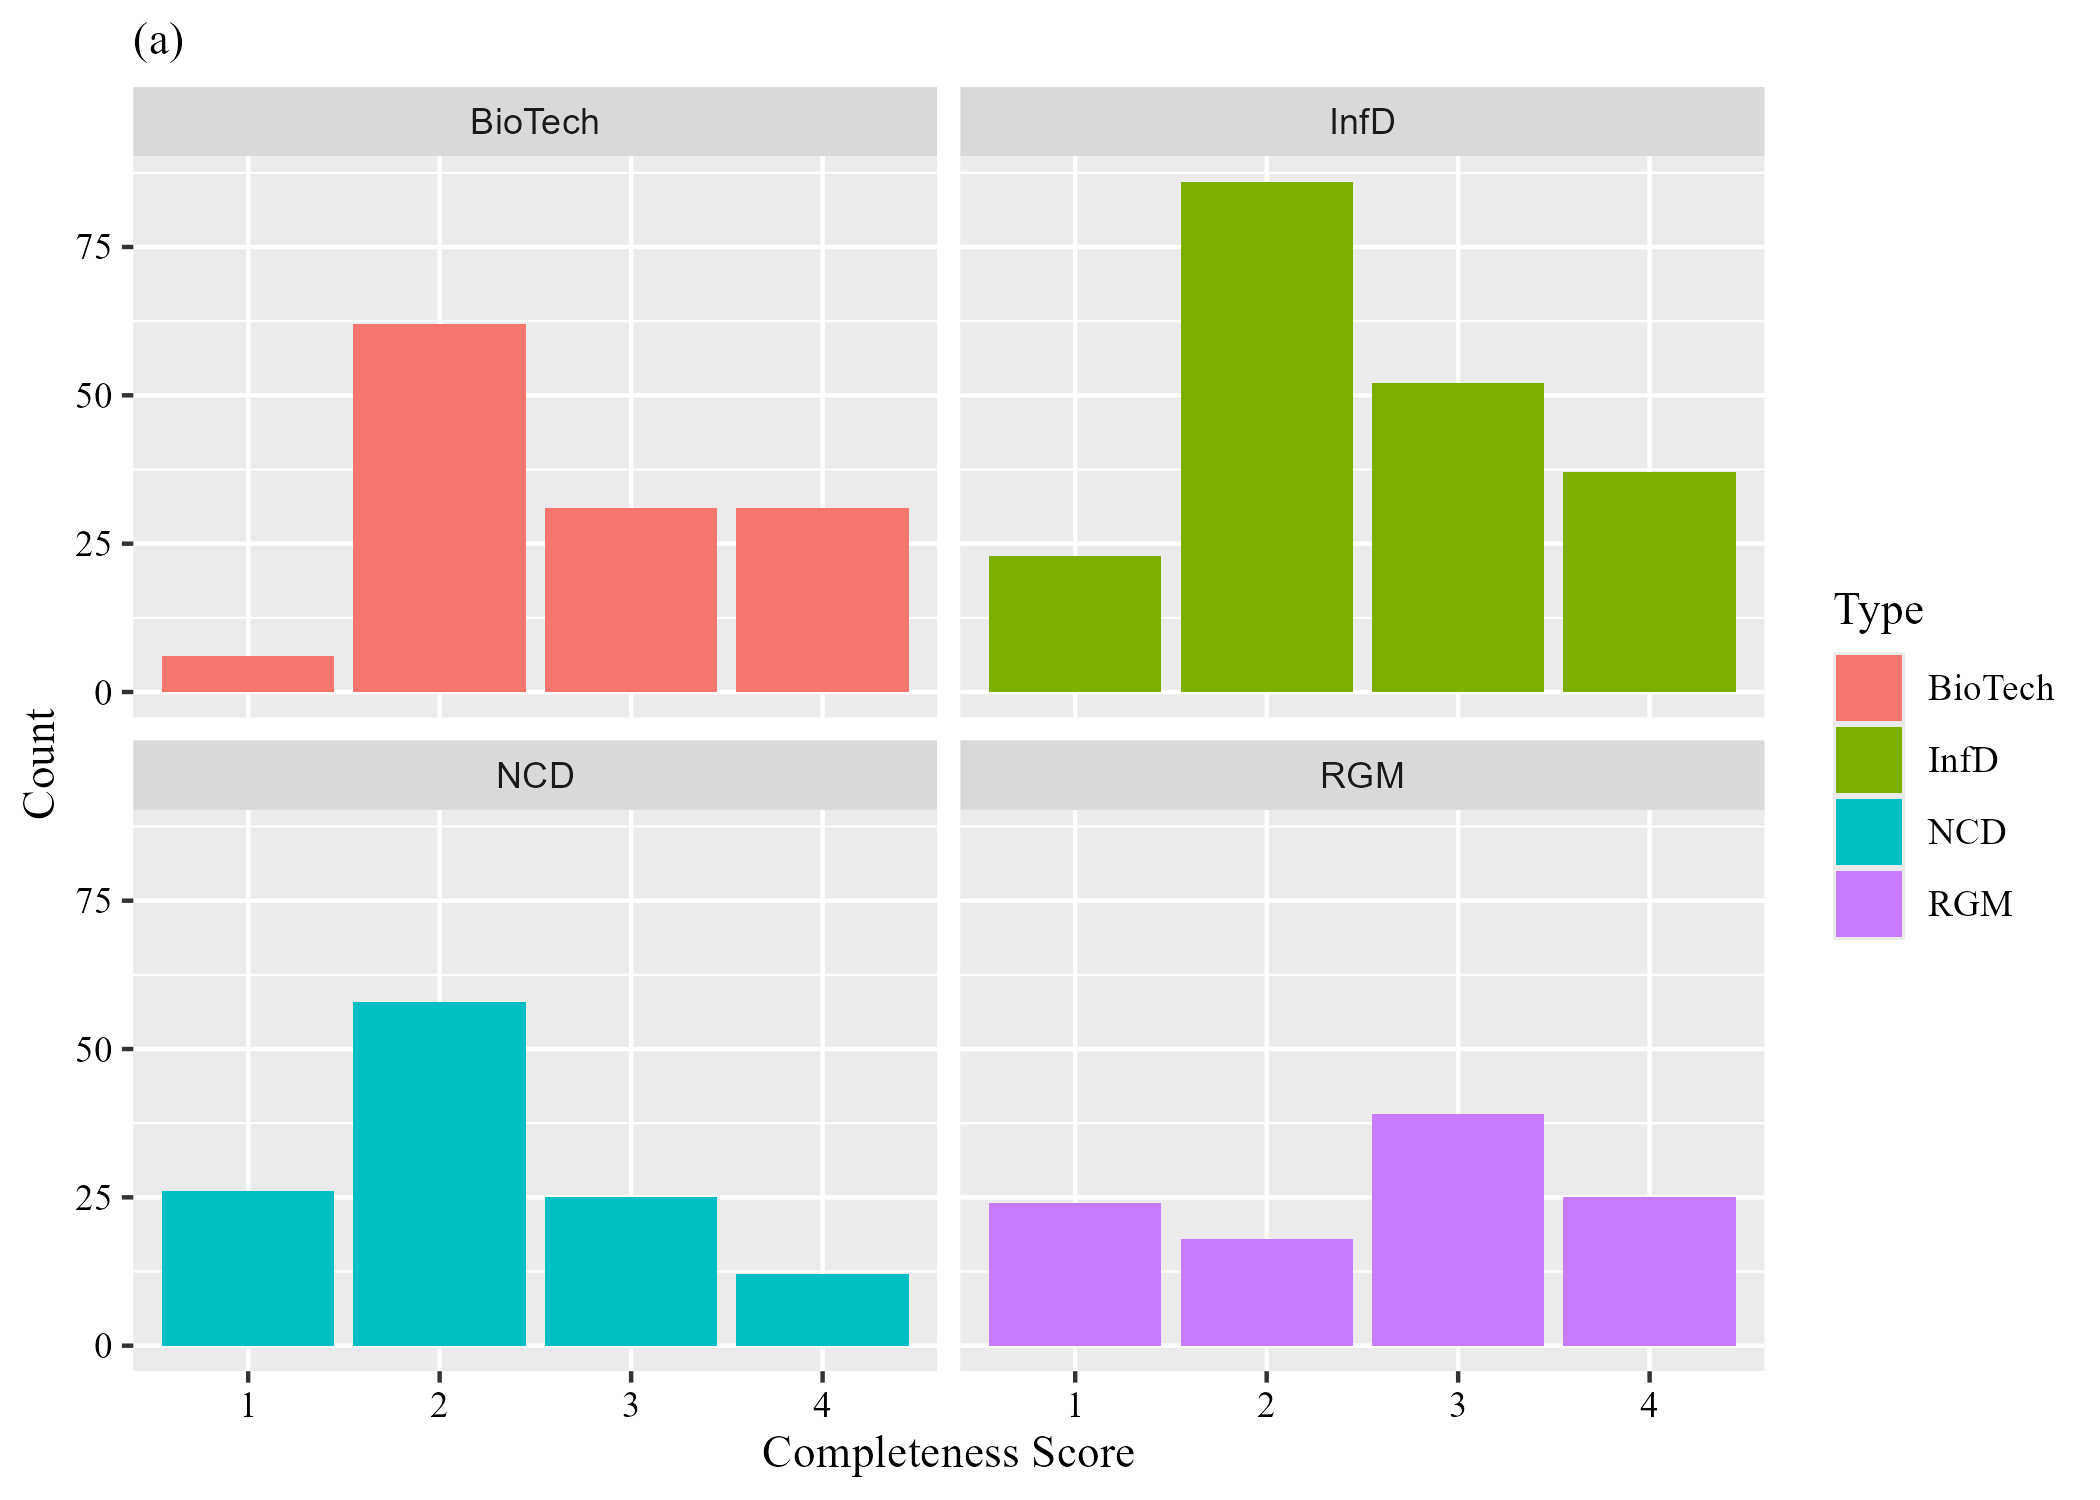 (a)
BioTech
InfD
75
50
25
0
NCD
RGM
75
50
25
0
1 2 3 4
1 2 3 4
Completeness Score
Count
Type
BioTech
InfD
NCD
RGM